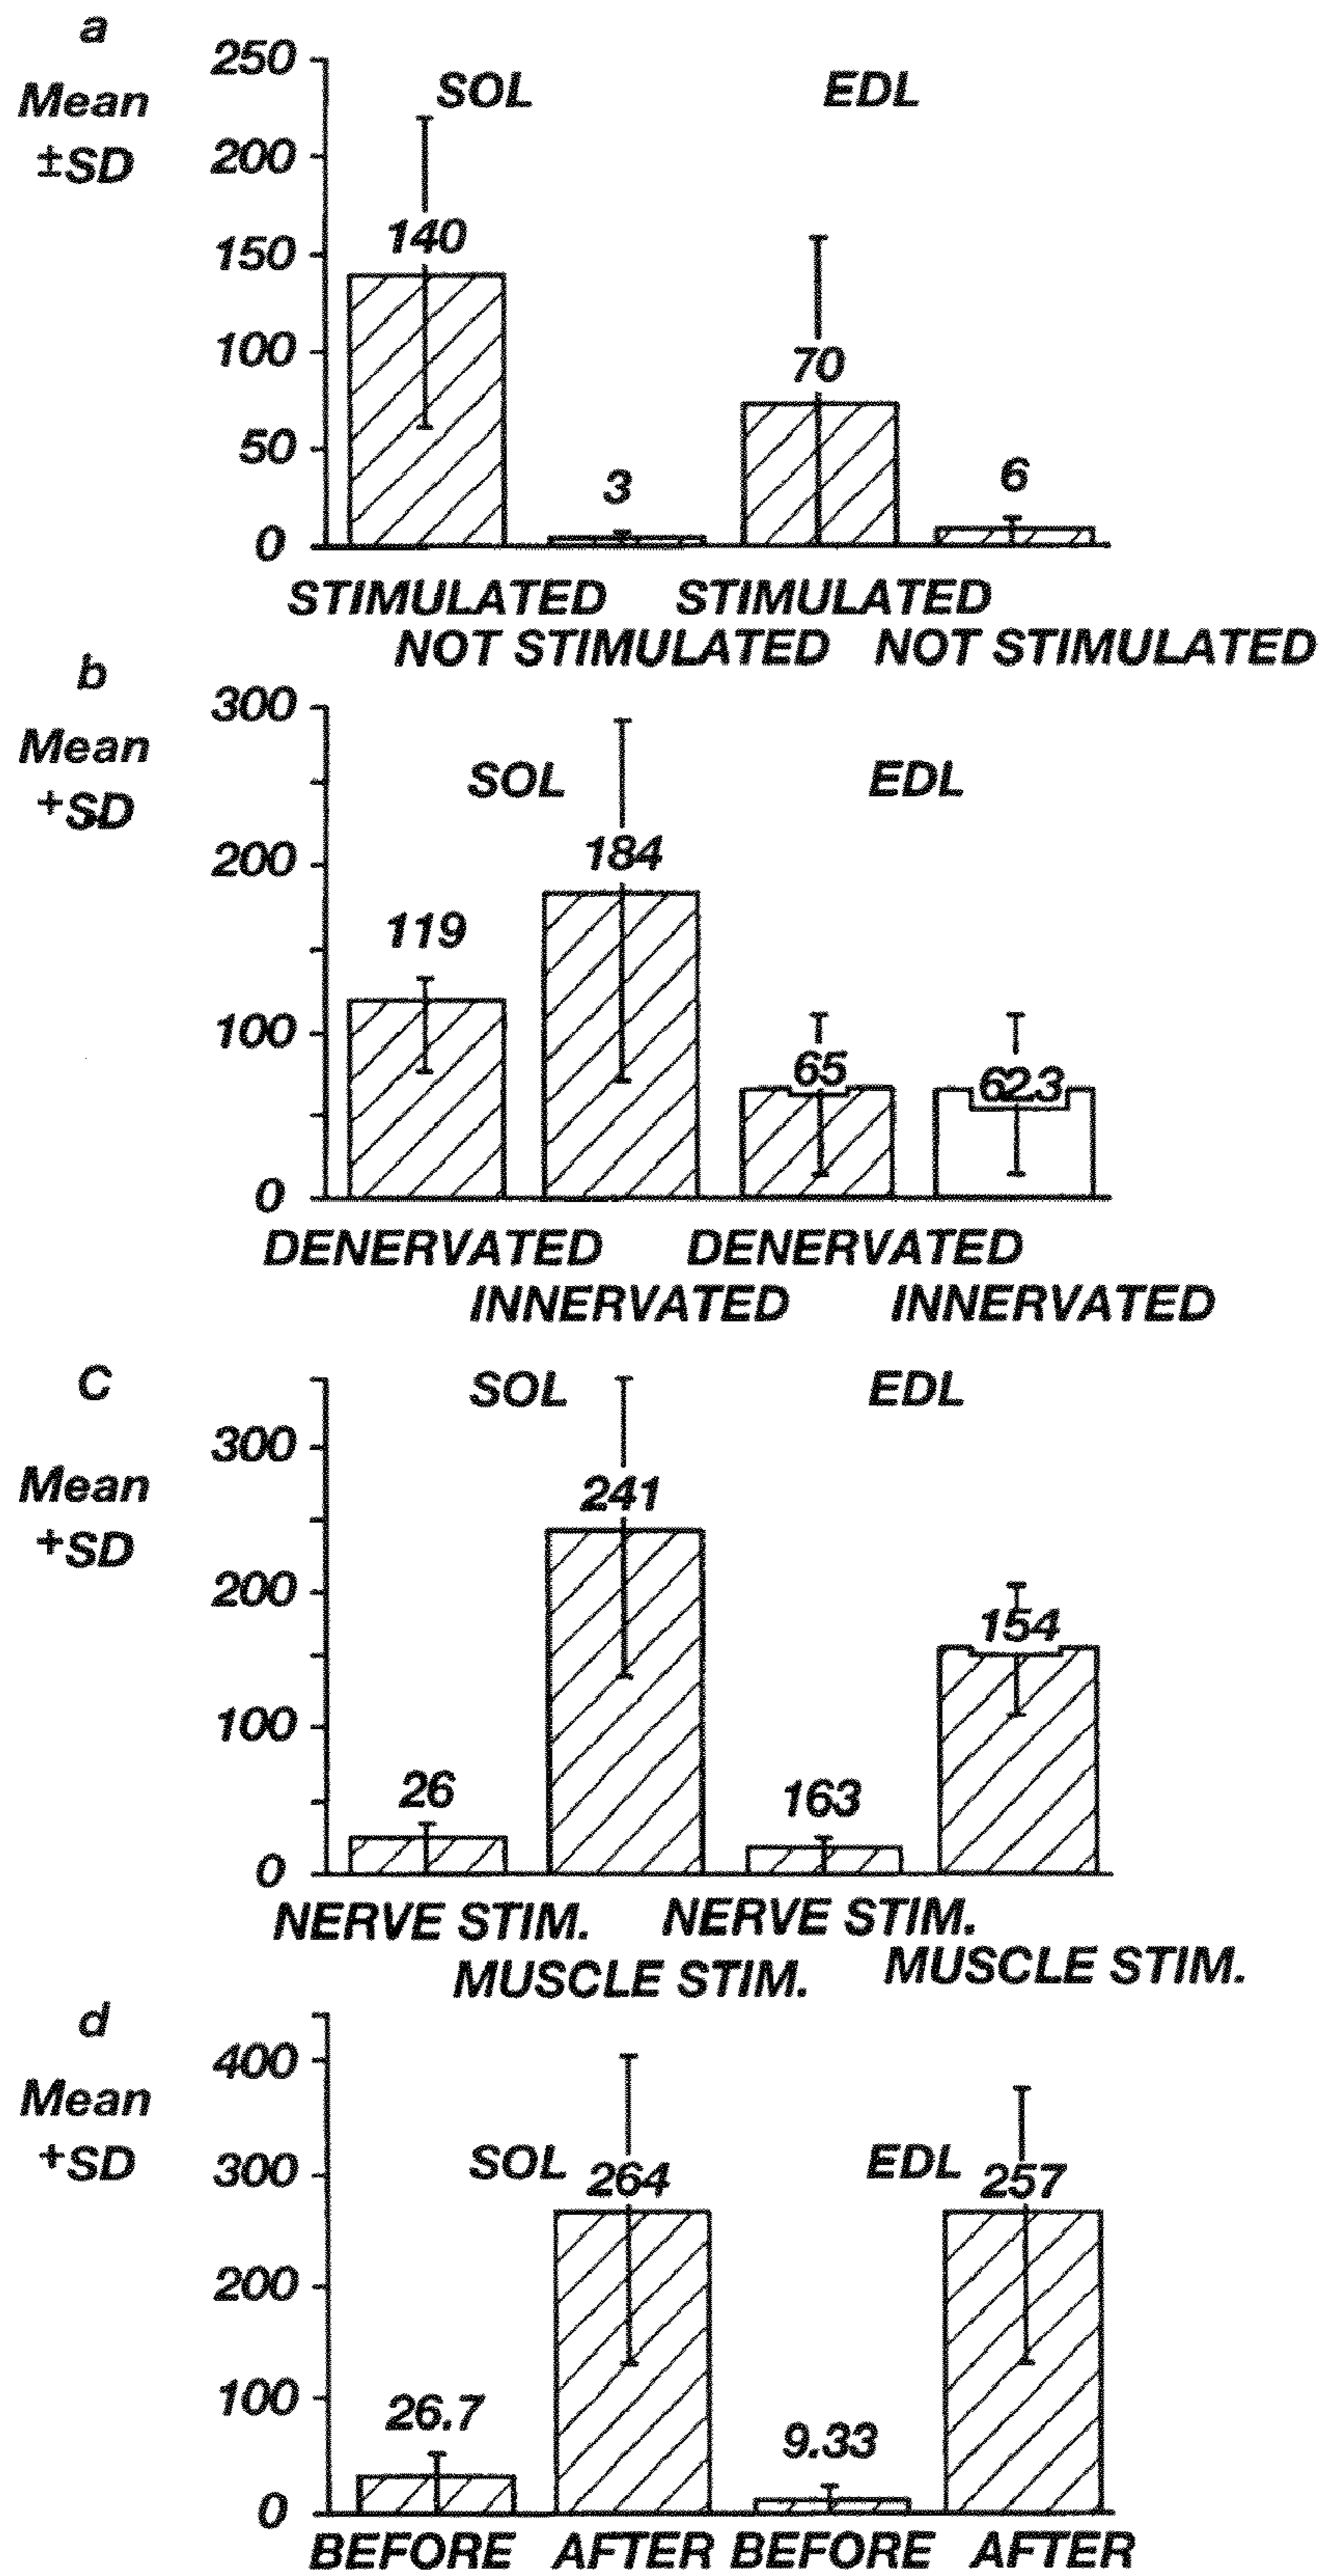 a
Mean
±SD
250
200
150
100
50
0
SOL
EDL
140
3
70
6
STIMULATED STIMULATED
NOT STIMULATED NOT STIMULATED
b
Mean
+SD
300
200
100
0
SOL
EDL
119
184
65
623
DENERVATED DENERVATED
INNERVATED INNERVATED
C
Mean
+SD
300
200
100
0
SOL
EDL
26
241
163
154
NERVE STIM. NERVE STIM.
MUSCLE STIM. MUSCLE STIM.
d
Mean
+SD
400
300
200
100
0
SOL
EDL
26.7
264
9.33
257
BEFORE AFTER BEFORE AFTER